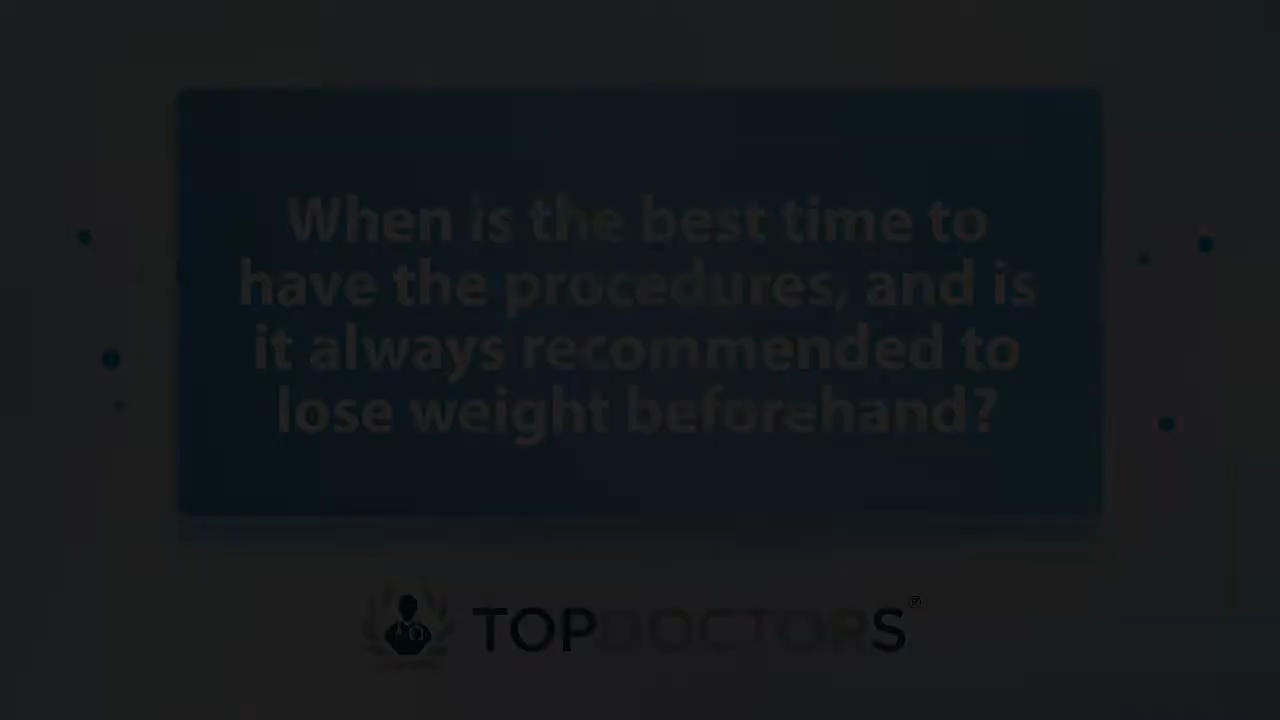 When is the best time to
have the procedures, and is
it always recommended to
lose weight beforehand?
TOPDOCTORS®